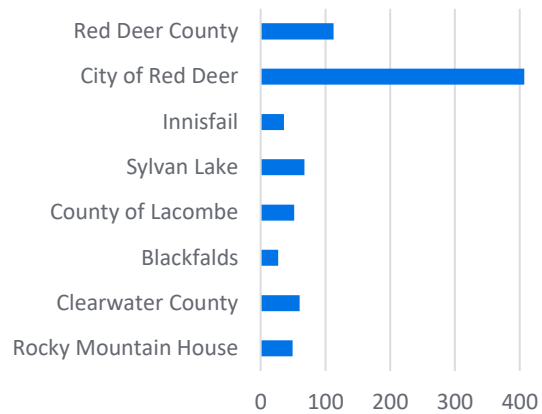 Red Deer County
City of Red Deer
Innisfail
Sylvan Lake
County of Lacombe
Blackfalds
Clearwater County
Rocky Mountain House
0 100 200 300 400